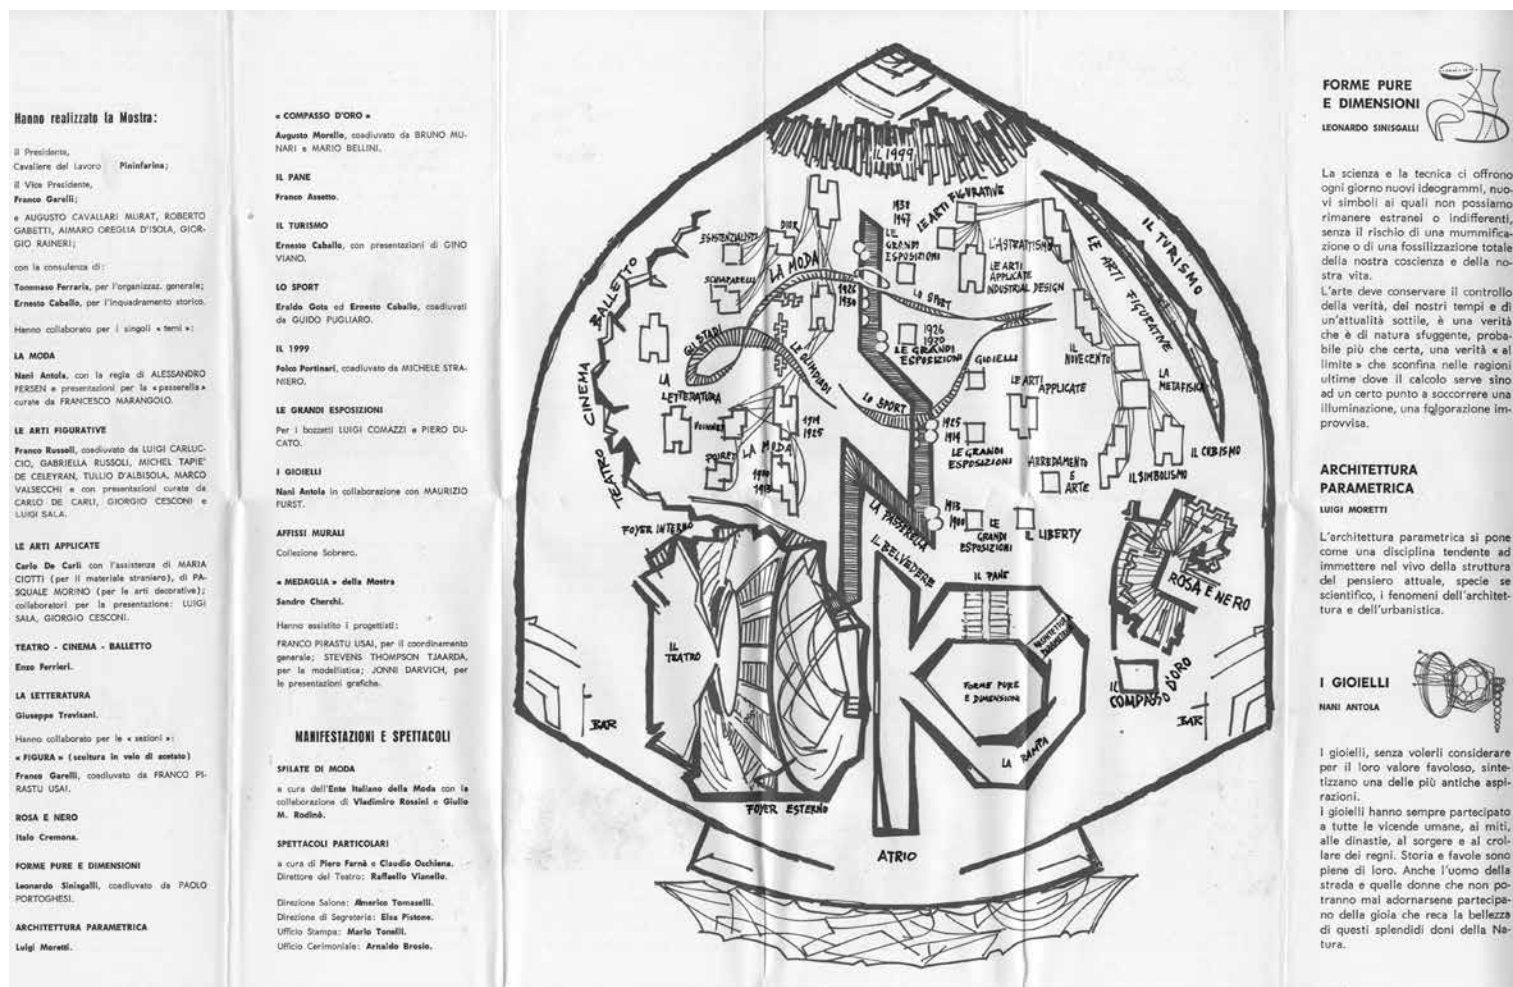 Hanno realizzato la Mostra:
Il Presidente,
Cavaliere del Lavoro Pininfarina;
il Vice Presidente,
Franco Garelli;
e AUGUSTO CAVALLARI MURAT, ROBERTO
GABETTI, AIMARO OREGLIA D'ISOLA, GIOR-
GIO RAINERI;
con la consulenza di:
Tommaso Ferraris, per l'organizzaz. generale;
Ernesto Caballo, per l'inquadramento storico.
Hanno collaborato per i singoli « temi »:
LA MODA
Nani Antola, con la regia di ALESSANDRO
FERSEN e presentazioni per la « passerella »
curate da FRANCESCO MARANGOLO.
LE ARTI FIGURATIVE
Franco Russoli, coadiuvato da LUIGI CARLUC-
CIO, GABRIELLA RUSSOLI, MICHEL TAPIE'
DE CELEYRAN, TULLIO D'ALBISOLA, MARCO
VALSECCHI e con presentazioni curate da
CARLO DE CARLI, GIORGIO CESCONI e
LUIGI SALA.
LE ARTI APPLICATE
Carlo De Carli con l'assistenza di MARIA
CIOTTI (per il materiale straniero), di PA-
SQUALE MORINO (per le arti decorative);
collaboratori per la presentazione: LUIGI
SALA, GIORGIO CESCONI.
TEATRO - CINEMA - BALLETTO
Enzo Ferrieri.
LA LETTERATURA
Giuseppe Trevisani.
Hanno collaborato per le « sezioni »:
« FIGURA » (scultura in velo di acetato)
Franco Garelli, coadiuvato da FRANCO PI-
RASTU USAI.
ROSA E NERO
Italo Cremona.
FORME PURE E DIMENSIONI
Leonardo Sinisgalli, coadiuvato da PAOLO
PORTOGHESI.
ARCHITETTURA PARAMETRICA
Luigi Moretti.
« COMPASSO D'ORO »
Augusto Morello, coadiuvato da BRUNO MU-
NARI e MARIO BELLINI.
IL PANE
Franco Assetto.
IL TURISMO
Ernesto Caballo, con presentazioni di GINO
VIANO.
LO SPORT
Eraldo Gota ed Ernesto Caballo, coadiuvati
da GUIDO PUGLIARO.
IL 1999
Folco Portinari, coadiuvato da MICHELE STRA-
NIERO.
LE GRANDI ESPOSIZIONI
Per i bozzetti LUIGI COMAZZI e PIERO DU-
CATO.
I GIOIELLI
Nani Antola in collaborazione con MAURIZIO
FURST.
AFFISSI MURALI
Collezione Sobrero.
« MEDAGLIA » della Mostra
Sandro Cherchi.
Hanno assistito i progettisti:
FRANCO PIRASTU USAI, per il coordinamento
generale; STEVENS THOMPSON TJAARDA,
per la modellistica; JONNI DARVICH, per
le presentazioni grafiche.
MANIFESTAZIONI E SPETTACOLI
SFILATE DI MODA
a cura dell'Ente Italiano della Moda con la
collaborazione di Vladimiro Rossini e Giulio
M. Rodinò.
SPETTACOLI PARTICOLARI
a cura di Piero Farnè e Claudio Oschiena.
Direttore del Teatro: Raffaello Vianello.
Direzione Salone: Americo Tomaselli.
Direzione di Segreteria: Elsa Pistone.
Ufficio Stampa: Mario Tonelli.
Ufficio Cerimoniale: Arnaldo Brosio.
IL 1999
LE ARTI FIGURATIVE
1938
1947
LE
GRANDI
ESPOSIZIONI
L'ASTRATTISMO
LE ARTI
APPLICATE
INDUSTRIAL DESIGN
LE ARTI FIGURATIVE
IL TURISMO
ESISTENZIALISTI
DIOR
LA MODA
SCHIAPARELLI
1926
1934
LO SPORT
BALLETTO
GLI STADI
LE OLIMPIADI
1926
1930
LE GRANDI
ESPOSIZIONI
GIOIELLI
IL
NOVECENTO
CINEMA
LA
LETTERATURA
LO SPORT
LE ARTI
APPLICATE
LA
METAFISICA
1919
1925
POIRET
LA MODA
1900
1913
1925
1919
LE GRANDI
ESPOSIZIONI
ARREDAMENTO
E
ARTE
IL SIMBOLISMO
IL CUBISMO
TEATRO
FOYER INTERNO
LA PASSERELLA
IL BELVEDERE
1913
1900
LE
GRANDI
ESPOSIZIONI
IL LIBERTY
IL PANE
ROSA E NERO
IL
TEATRO
ARCHITETTURA
PARAMETRICA
FORME PURE
E DIMENSIONI
IL
COMPASSO D'ORO
BAR
BAR
LA RAMPA
FOYER ESTERNO
ATRIO
FORME PURE
E DIMENSIONI
LEONARDO SINISGALLI
La scienza e la tecnica ci offrono
ogni giorno nuovi ideogrammi, nuo-
vi simboli ai quali non possiamo
rimanere estranei o indifferenti,
senza il rischio di una mummifica-
zione o di una fossilizzazione totale
della nostra coscienza e della no-
stra vita.
L'arte deve conservare il controllo
della verità, dei nostri tempi e di
un'attualità sottile, è una verità
che è di natura sfuggente, proba-
bile più che certa, una verità « al
limite » che sconfina nelle ragioni
ultime dove il calcolo serve sino
ad un certo punto a soccorrere una
illuminazione, una folgorazione im-
provvisa.
ARCHITETTURA
PARAMETRICA
LUIGI MORETTI
L'architettura parametrica si pone
come una disciplina tendente ad
immettere nel vivo della struttura
del pensiero attuale, specie se
scientifico, i fenomeni dell'architet-
tura e dell'urbanistica.
I GIOIELLI
NANI ANTOLA
I gioielli, senza volerli considerare
per il loro valore favoloso, sinte-
tizzano una delle più antiche aspi-
razioni.
I gioielli hanno sempre partecipato
a tutte le vicende umane, ai miti,
alle dinastie, al sorgere e al crol-
lare dei regni. Storia e favole sono
piene di loro. Anche l'uomo della
strada e quelle donne che non po-
tranno mai adornarsene partecipa-
no della gioia che reca la bellezza
di questi splendidi doni della Na-
tura.